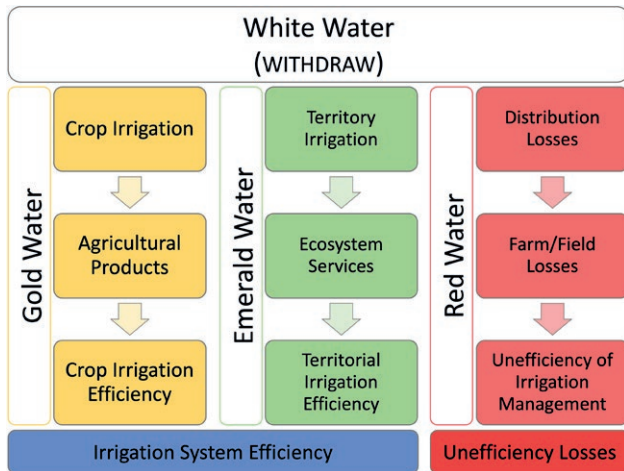 White Water
(WITHDRAW)
Gold Water
Crop Irrigation
Agricultural
Products
Crop Irrigation
Efficiency
Emerald Water
Territory
Irrigation
Ecosystem
Services
Territorial
Irrigation
Efficiency
Red Water
Distribution
Losses
Farm/Field
Losses
Unefficiency of
Irrigation
Management
Irrigation System Efficiency
Unefficiency Losses